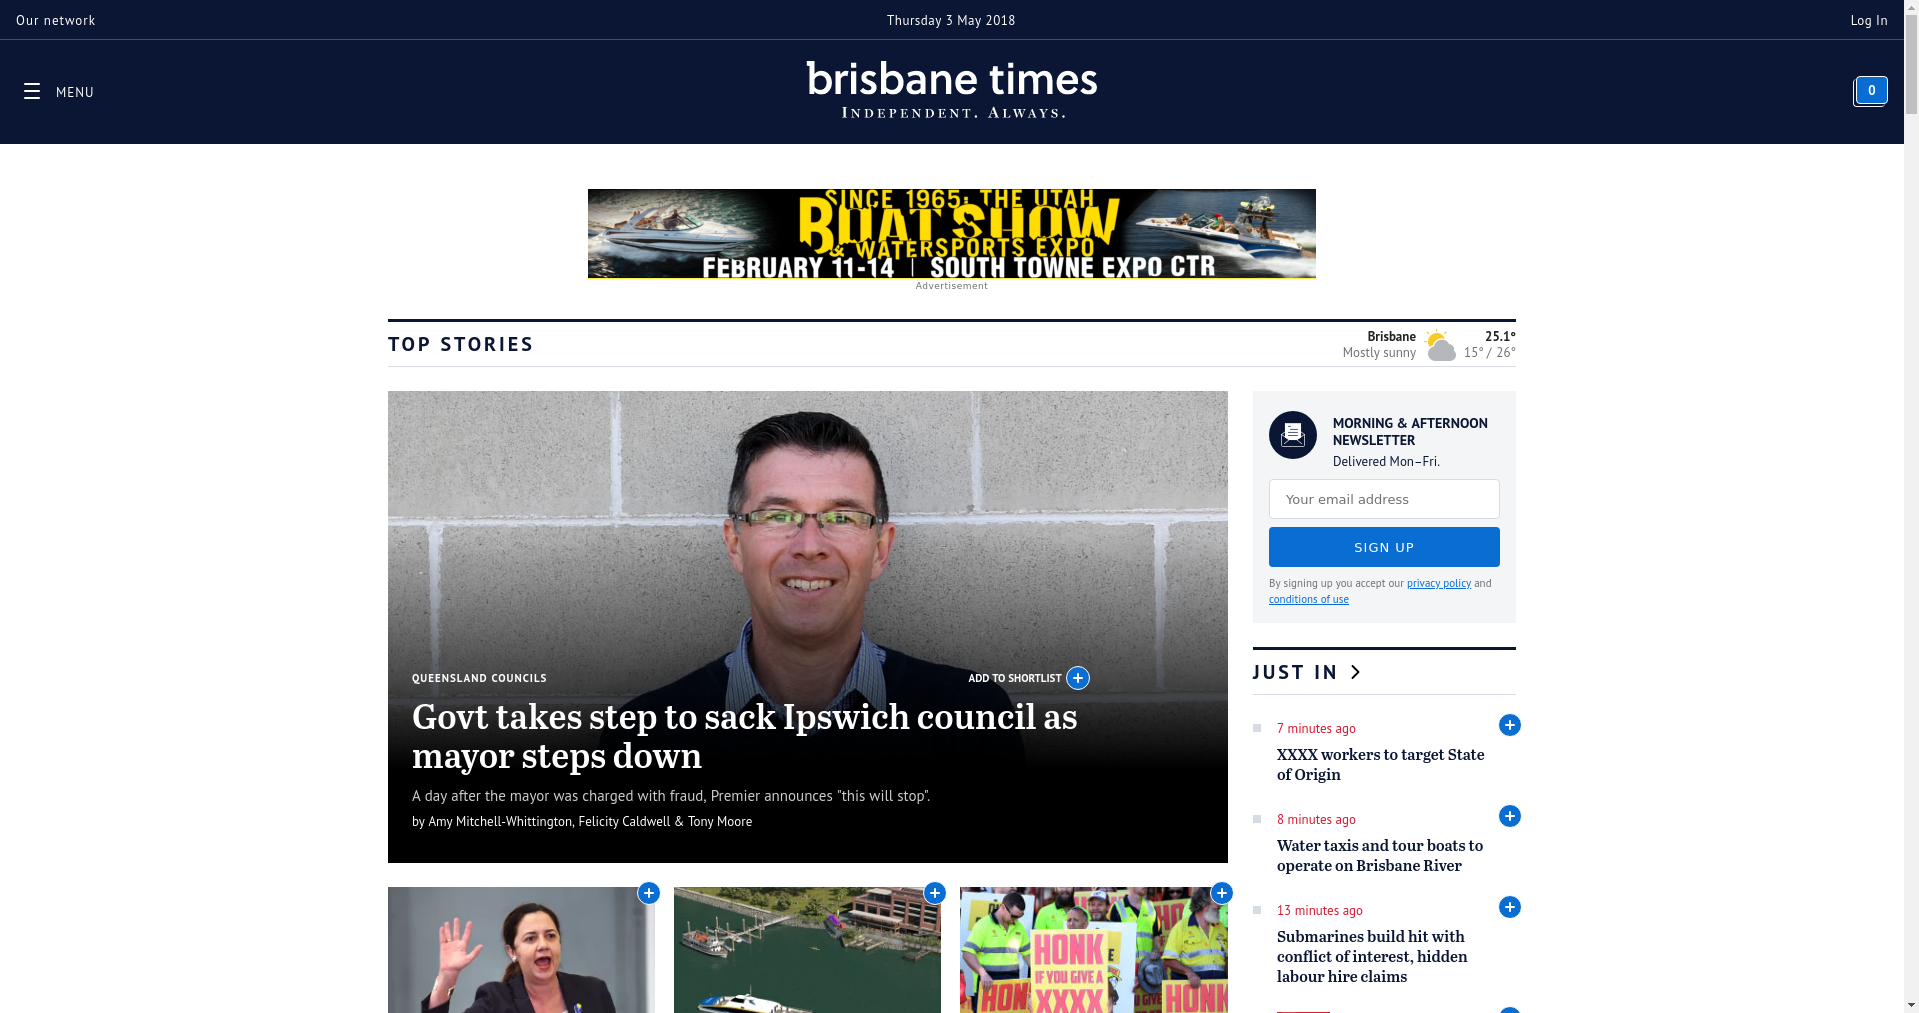 Our network
Thursday 3 May 2018
Log In
MENU
brisbane times
INDEPENDENT. ALWAYS.
0
SINCE 1965: THE UTAH
BOAT SHOW
& WATERSPORTS EXPO
FEBRUARY 11-14 | SOUTH TOWNE EXPO CTR
Advertisement
TOP STORIES
Brisbane
Mostly sunny
25.1°
15° / 26°
QUEENSLAND COUNCILS
ADD TO SHORTLIST
Govt takes step to sack Ipswich council as
mayor steps down
A day after the mayor was charged with fraud, Premier announces "this will stop".
by Amy Mitchell-Whittington, Felicity Caldwell & Tony Moore
MORNING & AFTERNOON
NEWSLETTER
Delivered Mon–Fri.
Your email address
SIGN UP
By signing up you accept our privacy policy and
conditions of use
JUST IN
7 minutes ago
XXXX workers to target State
of Origin
8 minutes ago
Water taxis and tour boats to
operate on Brisbane River
13 minutes ago
Submarines build hit with
conflict of interest, hidden
labour hire claims
HONK
IF YOU GIVE A
XXXX
HON
HONK